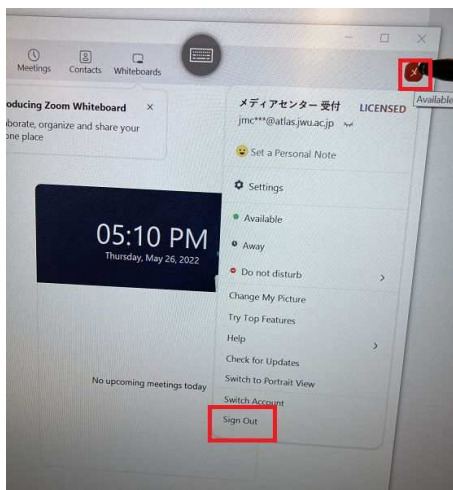 Meetings Contacts Whiteboards
oducing Zoom Whiteboard ×
borate, organize and share your
one place
05:10 PM
Thursday, May 26, 2022
No upcoming meetings today
メディアセンター 受付 LICENSED
jmc***@atlas.jwu.ac.jp
Available
Set a Personal Note
Settings
Available
Away
Do not disturb
Change My Picture
Try Top Features
Help
Check for Updates
Switch to Portrait View
Switch Account
Sign Out